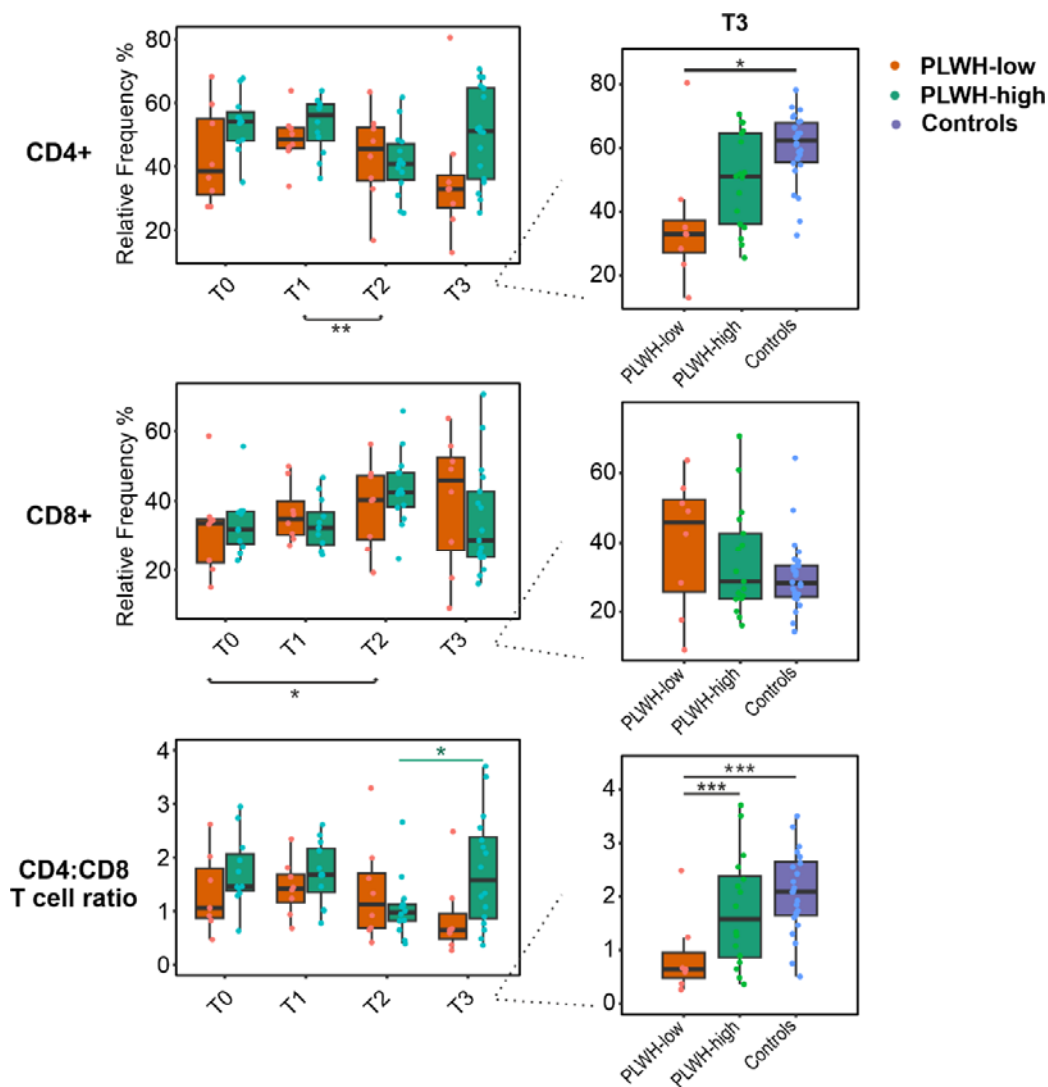 T3
PLWH-low
PLWH-high
Controls
CD4+
Relative Frequency %
80
60
40
20
T0
T1
T2
T3
**
*
80
60
40
20
PLWH-low
PLWH-high
Controls
CD8+
Relative Frequency %
60
40
20
T0
T1
T2
T3
*
60
40
20
PLWH-low
PLWH-high
Controls
CD4:CD8
T cell ratio
4
3
2
1
0
*
T0
T1
T2
T3
***
***
4
3
2
1
0
PLWH-low
PLWH-high
Controls